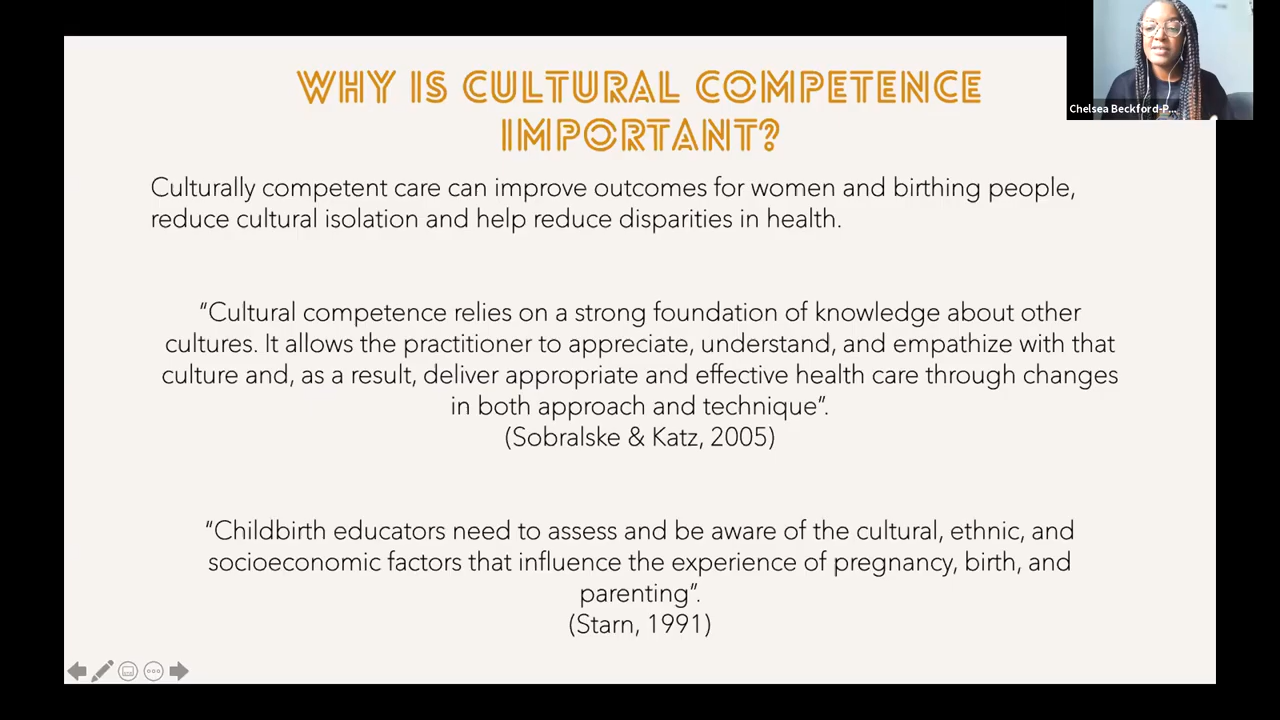 WHY IS CULTURAL COMPETENCE
IMPORTANT?
Chelsea Beckford-P...
Culturally competent care can improve outcomes for women and birthing people,
reduce cultural isolation and help reduce disparities in health.
“Cultural competence relies on a strong foundation of knowledge about other
cultures. It allows the practitioner to appreciate, understand, and empathize with that
culture and, as a result, deliver appropriate and effective health care through changes
in both approach and technique”.
(Sobralske & Katz, 2005)
“Childbirth educators need to assess and be aware of the cultural, ethnic, and
socioeconomic factors that influence the experience of pregnancy, birth, and
parenting”.
(Starn, 1991)